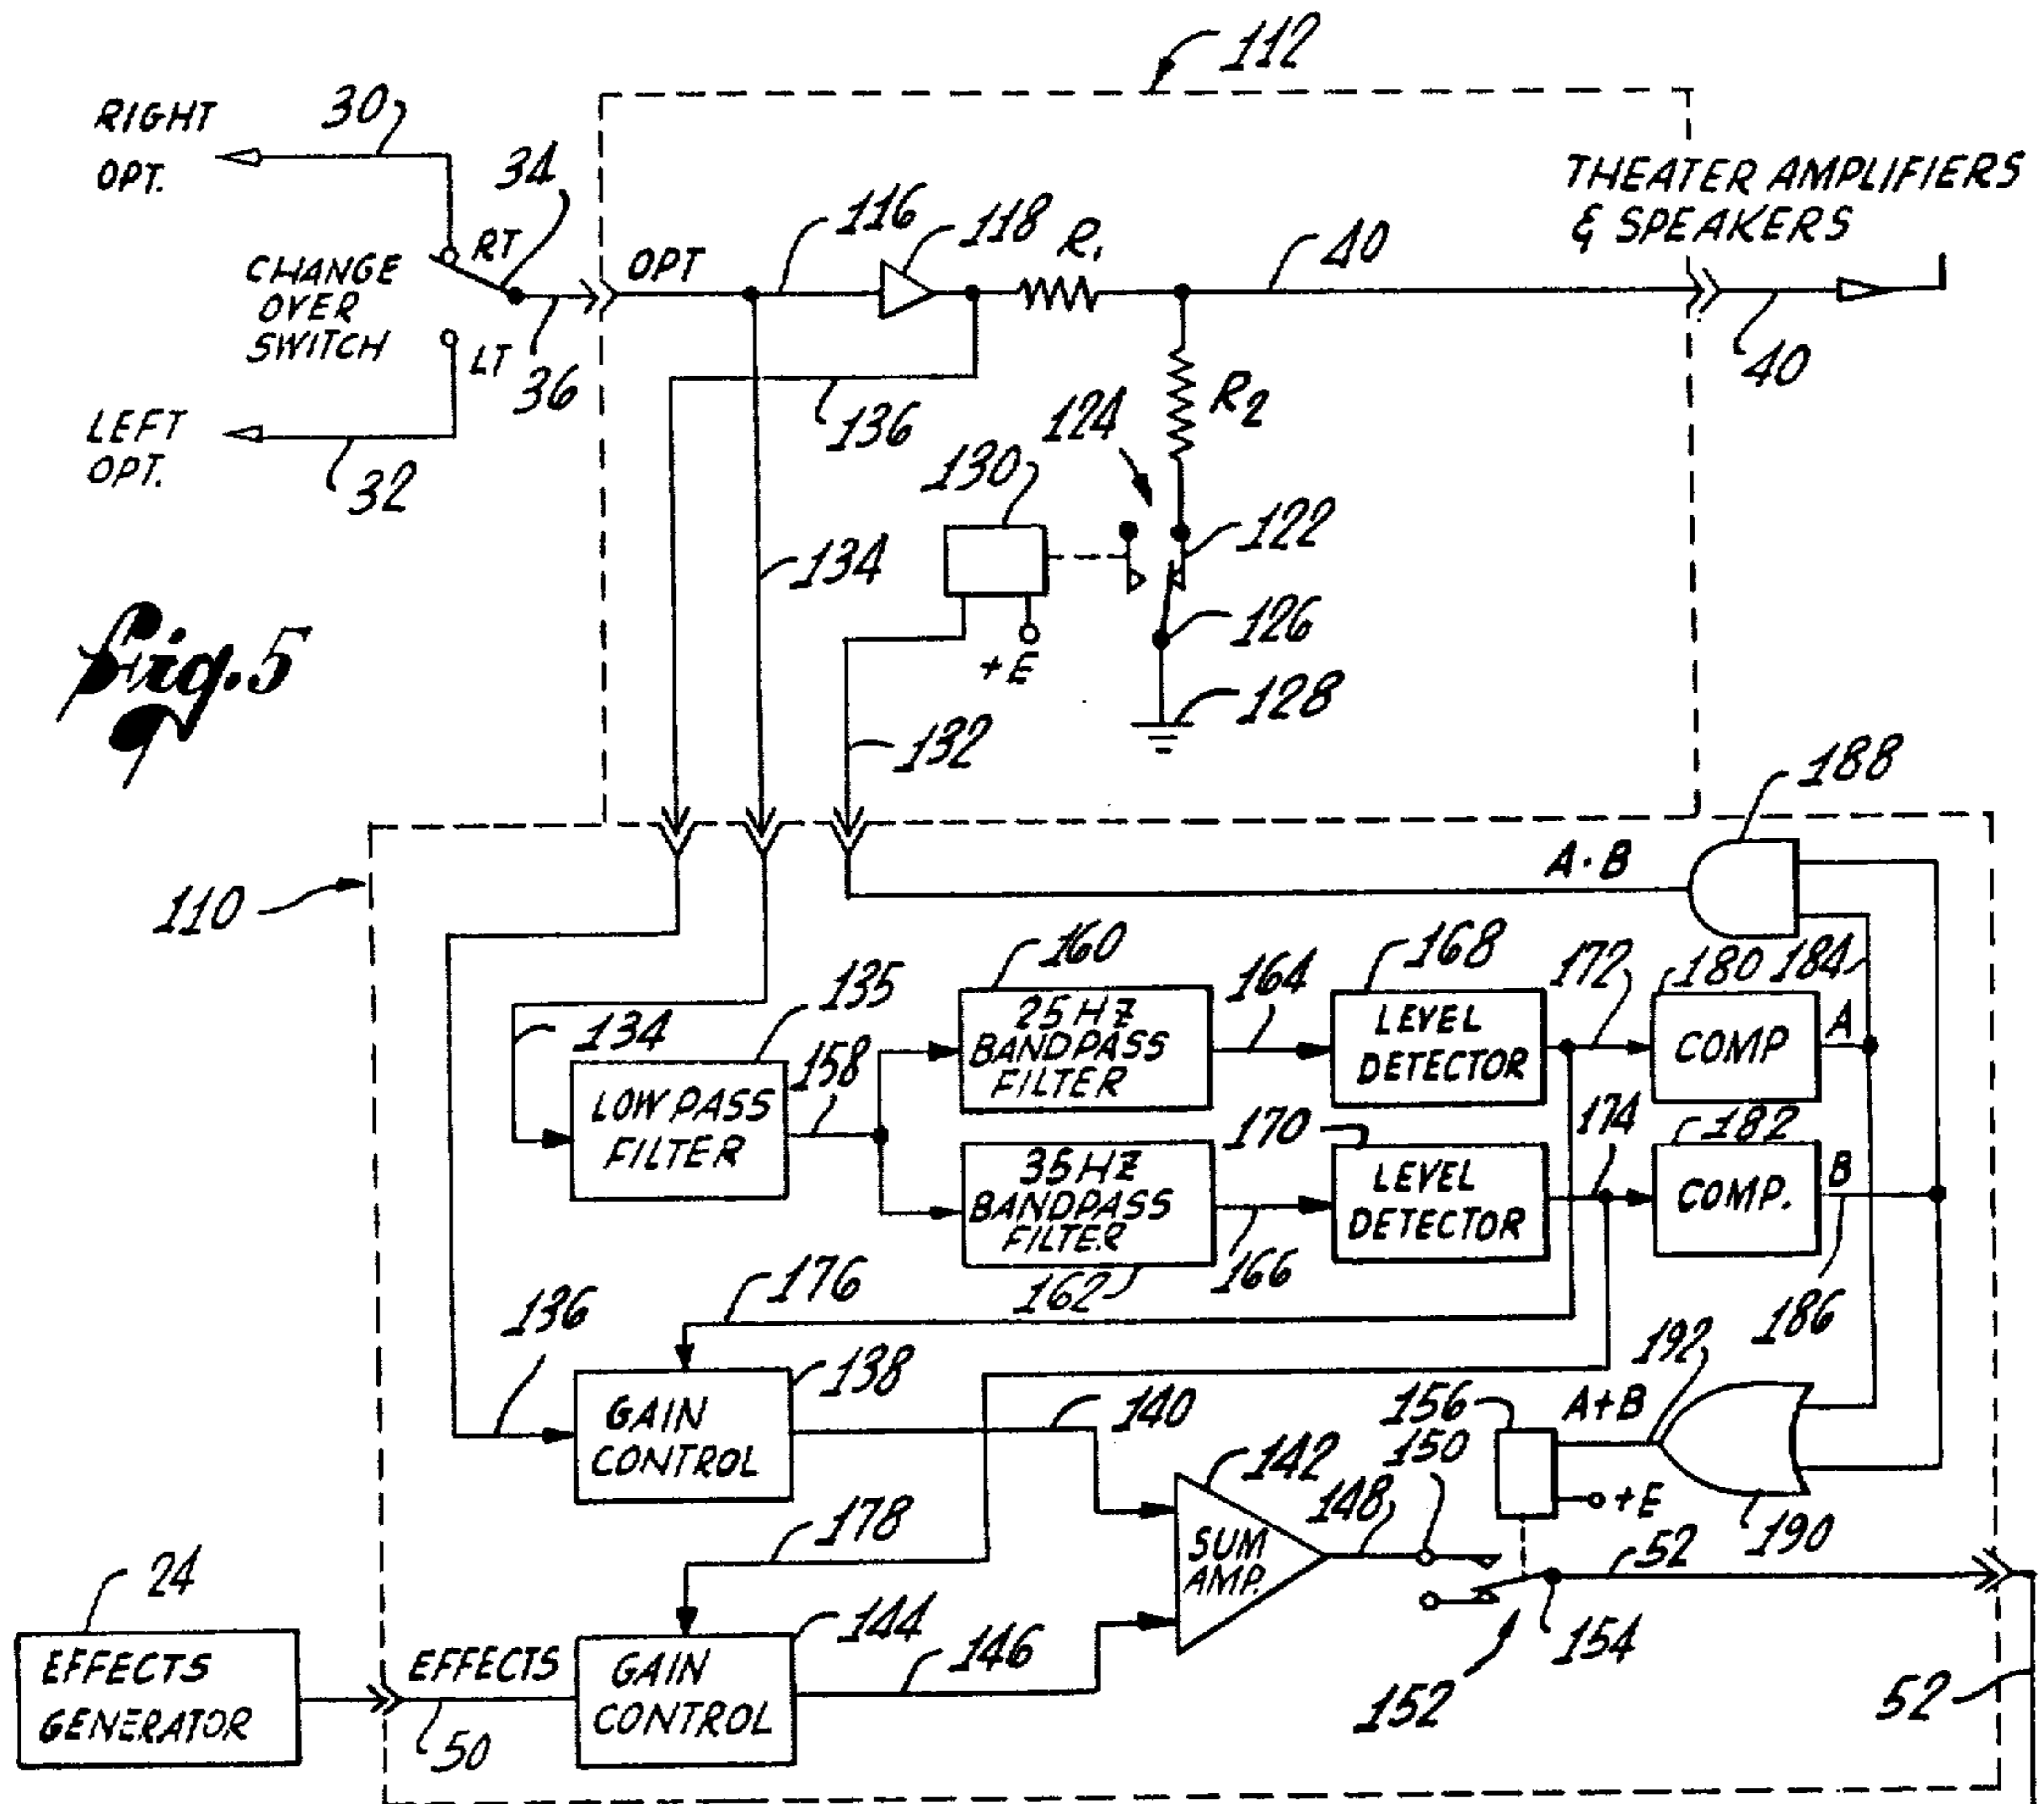 112
RIGHT
OPT.
30
34
THEATER AMPLIFIERS
& SPEAKERS
RT
OPT
116
118
R1
40
CHANGE
OVER
SWITCH
LT
36
40
LEFT
OPT.
32
136
124
R2
130
122
134
126
+E
128
132
Fig. 5
188
A·B
110
160
168
172
180
184
135
164
25HZ
BANDPASS
FILTER
LEVEL
DETECTOR
COMP
A
134
158
LOW PASS
FILTER
170
174
182
35HZ
BANDPASS
FILTER
LEVEL
DETECTOR
COMP.
B
162
166
186
176
136
192
138
GAIN
CONTROL
140
156
A+B
150
142
148
+E
190
178
SUM
AMP.
52
24
154
EFFECTS
GENERATOR
EFFECTS
50
144
GAIN
CONTROL
146
152
52